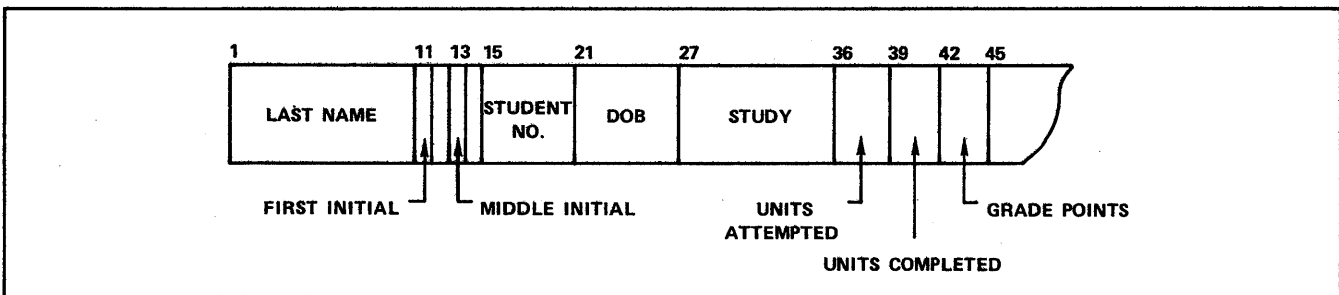 1 11 13 15 21 27 36 39 42 45
LAST NAME STUDENT NO. DOB STUDY
FIRST INITIAL MIDDLE INITIAL UNITS ATTEMPTED GRADE POINTS
UNITS COMPLETED